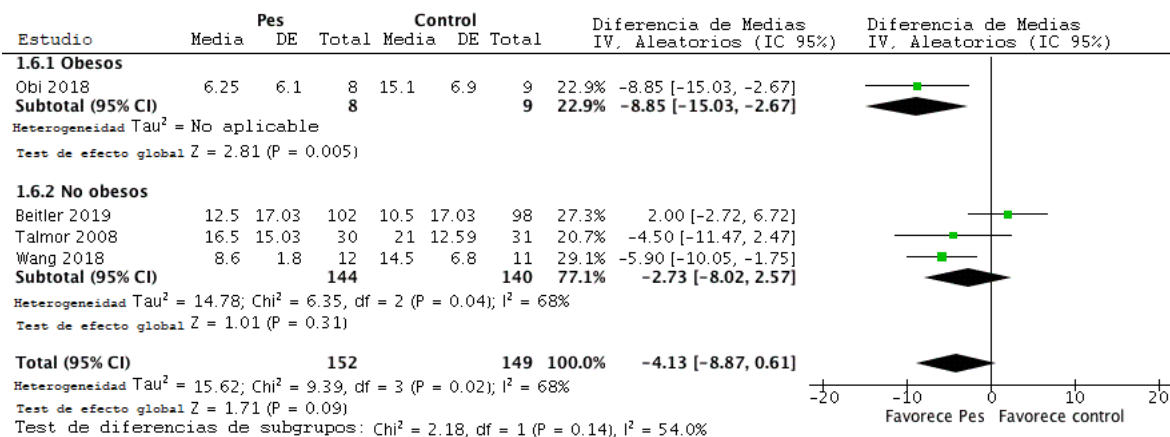 Pes Control Diferencia de Medias Diferencia de Medias
Estudio Media DE Total Media DE Total IV, Aleatorios (IC 95%) IV, Aleatorios (IC 95%)
1.6.1 Obesos
Obi 2018 6.25 6.1 8 15.1 6.9 9 22.9% -8.85 [-15.03, -2.67]
Subtotal (95% CI) 8 9 22.9% -8.85 [-15.03, -2.67]
Heterogeneidad Tau² = No aplicable
Test de efecto global Z = 2.81 (P = 0.005)
1.6.2 No obesos
Beitler 2019 12.5 17.03 102 10.5 17.03 98 27.3% 2.00 [-2.72, 6.72]
Talmor 2008 16.5 15.03 30 21 12.59 31 20.7% -4.50 [-11.47, 2.47]
Wang 2018 8.6 1.8 12 14.5 6.8 11 29.1% -5.90 [-10.05, -1.75]
Subtotal (95% CI) 144 140 77.1% -2.73 [-8.02, 2.57]
Heterogeneidad Tau² = 14.78; Chi² = 6.35, df = 2 (P = 0.04); I² = 68%
Test de efecto global Z = 1.01 (P = 0.31)
Total (95% CI) 152 149 100.0% -4.13 [-8.87, 0.61]
Heterogeneidad Tau² = 15.62; Chi² = 9.39, df = 3 (P = 0.02); I² = 68%
Test de efecto global Z = 1.71 (P = 0.09)
Test de diferencias de subgrupos: Chi² = 2.18, df = 1 (P = 0.14), I² = 54.0%
-20 -10 0 10 20
Favorece Pes Favorece control